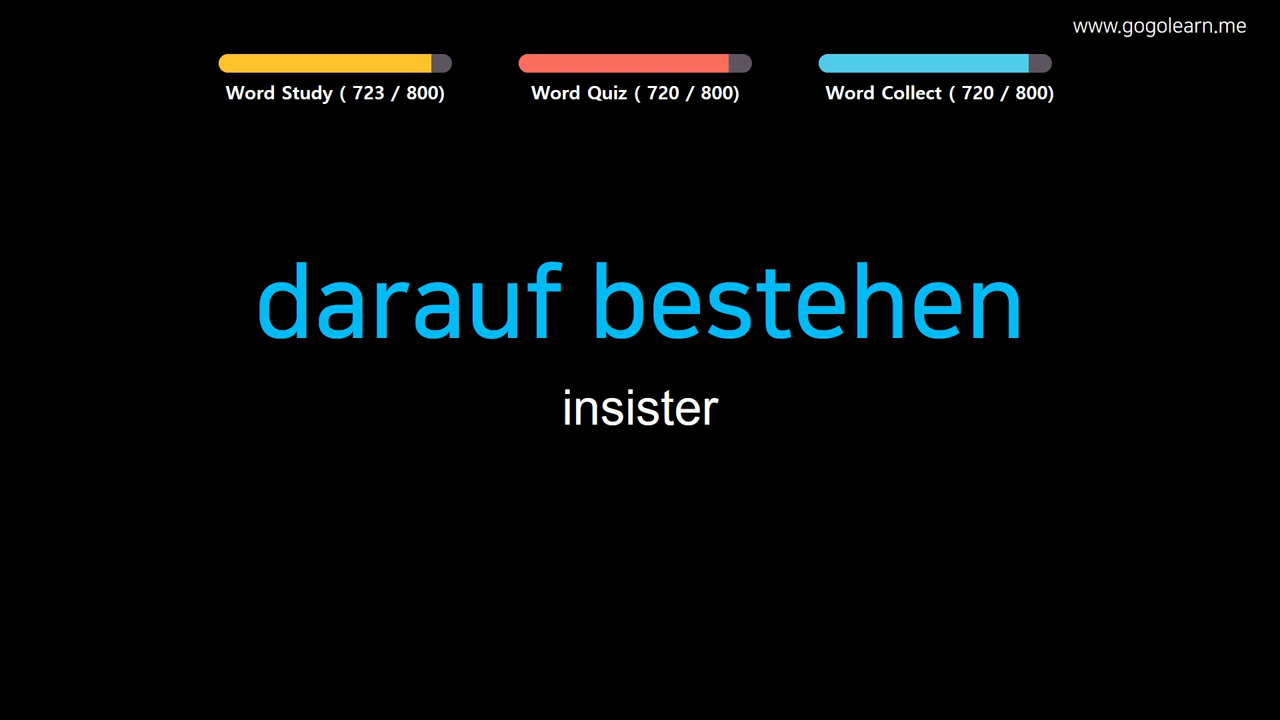 www.gogolearn.me
Word Study ( 723 / 800)
Word Quiz ( 720 / 800)
Word Collect ( 720 / 800)
darauf bestehen
insister